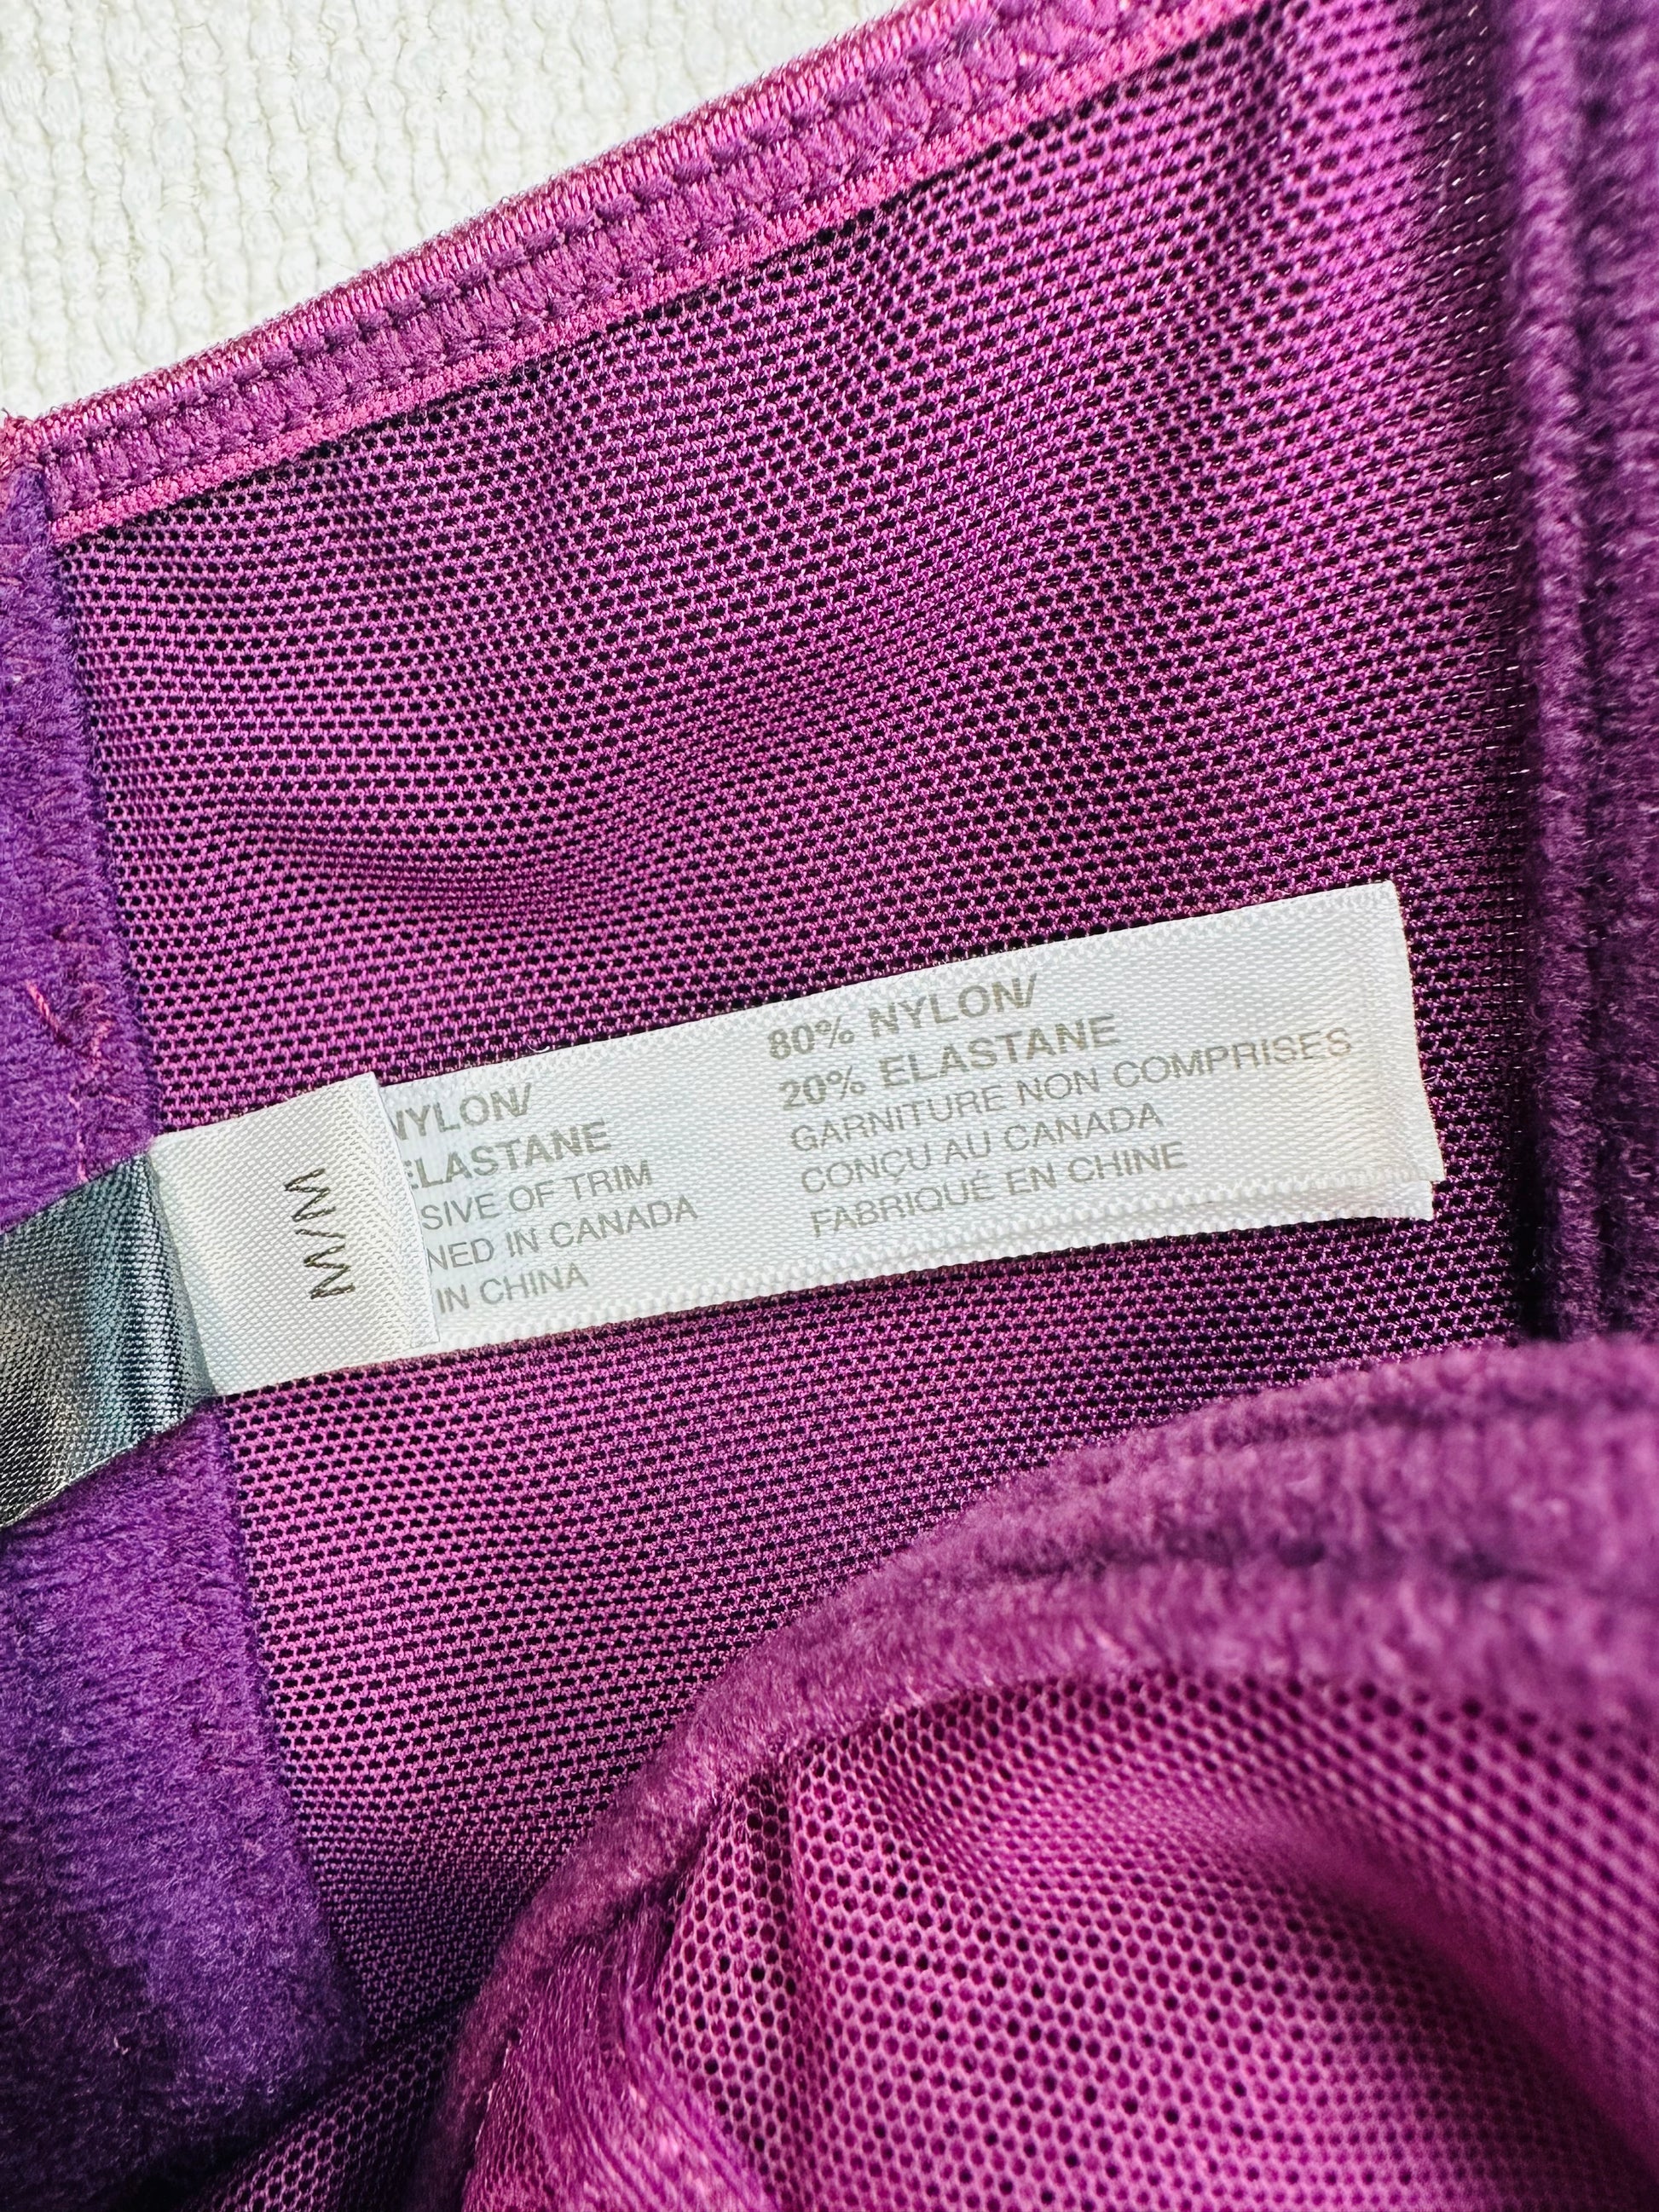 M/M
NYLON/
ELASTANE
SIVE OF TRIM
NED IN CANADA
IN CHINA
80% NYLON/
20% ELASTANE
GARNITURE NON COMPRISES
CONÇU AU CANADA
FABRIQUÉ EN CHINE